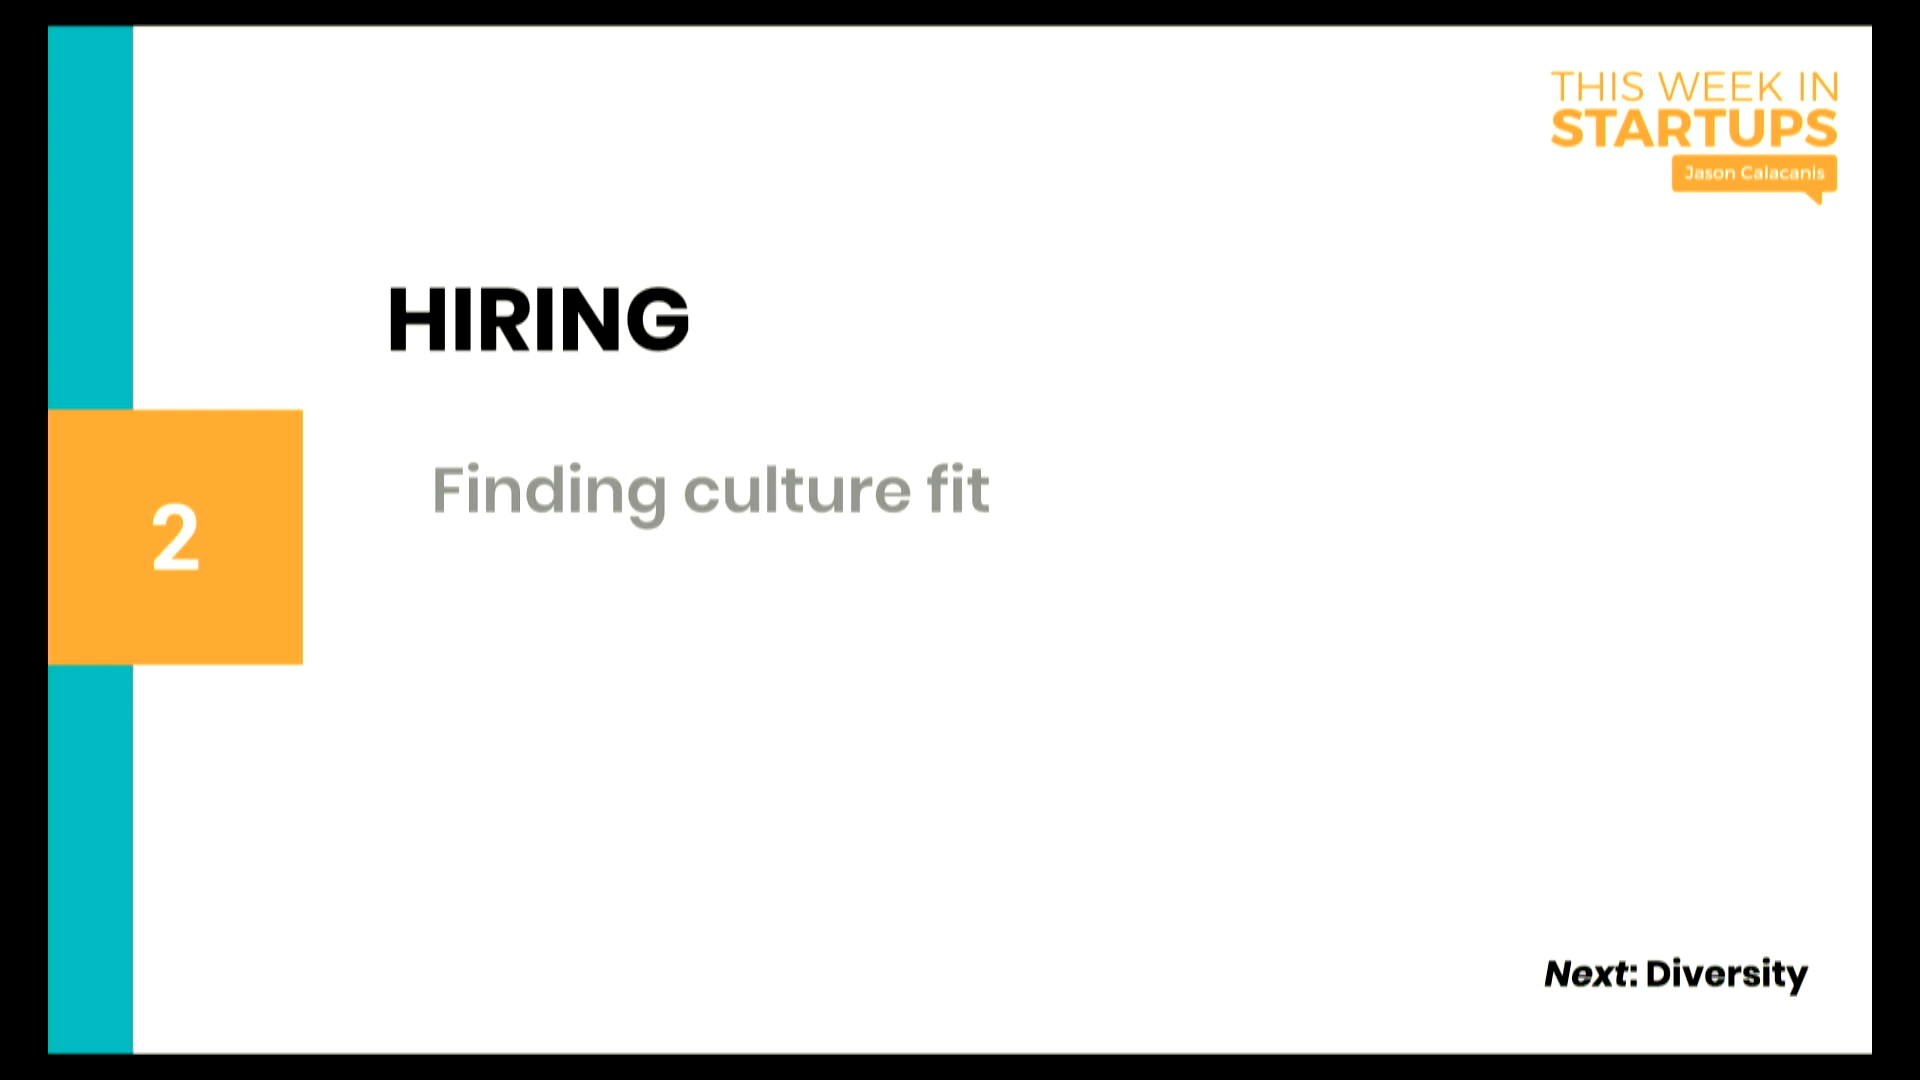 THIS WEEK IN
STARTUPS
Jason Calacanis
HIRING
Finding culture fit
2
Next: Diversity